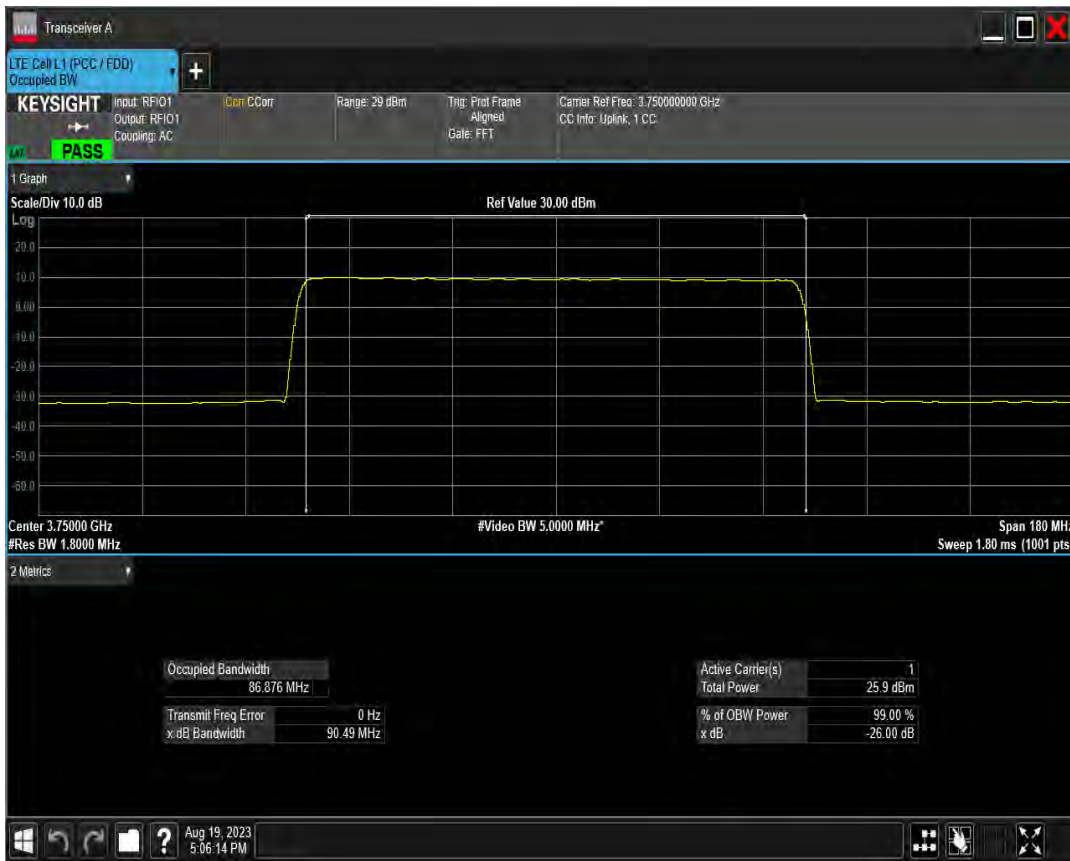 Transceiver A
LTE Cell L1 (PCC / FDD)
Occupied BW
+
KEYSIGHT
Input: RFIO1
Output: RFIO1
Coupling: AC
Corr CCorr
Range: 29 dBm
Trig: Prot Frame
Aligned
Gate: FFT
Carrier Ref Freq: 3.750000000 GHz
CC Info: Uplink, 1 CC
PASS
1 Graph
Scale/Div 10.0 dB
Ref Value 30.00 dBm
Log
20.0
10.0
0.00
-10.0
-20.0
-30.0
-40.0
-50.0
-60.0
Center 3.75000 GHz
#Video BW 5.0000 MHz*
Span 180 MHz
#Res BW 1.8000 MHz
Sweep 1.80 ms (1001 pts
2 Metrics
Occupied Bandwidth
86.876 MHz
Transmit Freq Error 0 Hz
x dB Bandwidth 90.49 MHz
Active Carrier(s) 1
Total Power 25.9 dBm
% of OBW Power 99.00 %
x dB -26.00 dB
?
Aug 19, 2023
5:06:14 PM